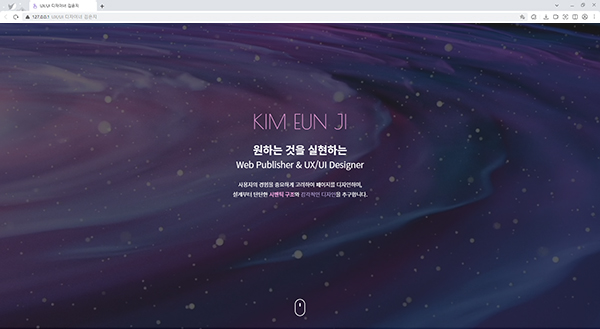 UX/UI 디자이너 김은지
127.0.0.1 UX/UI 디자이너 김은지
KIM EUN JI
원하는 것을 실현하는
Web Publisher & UX/UI Designer
사용자의 경험을 중요하게 고려하여 페이지를 디자인하며,
설계부터 탄탄한 시멘틱 구조와 감각적인 디자인을 추구합니다.